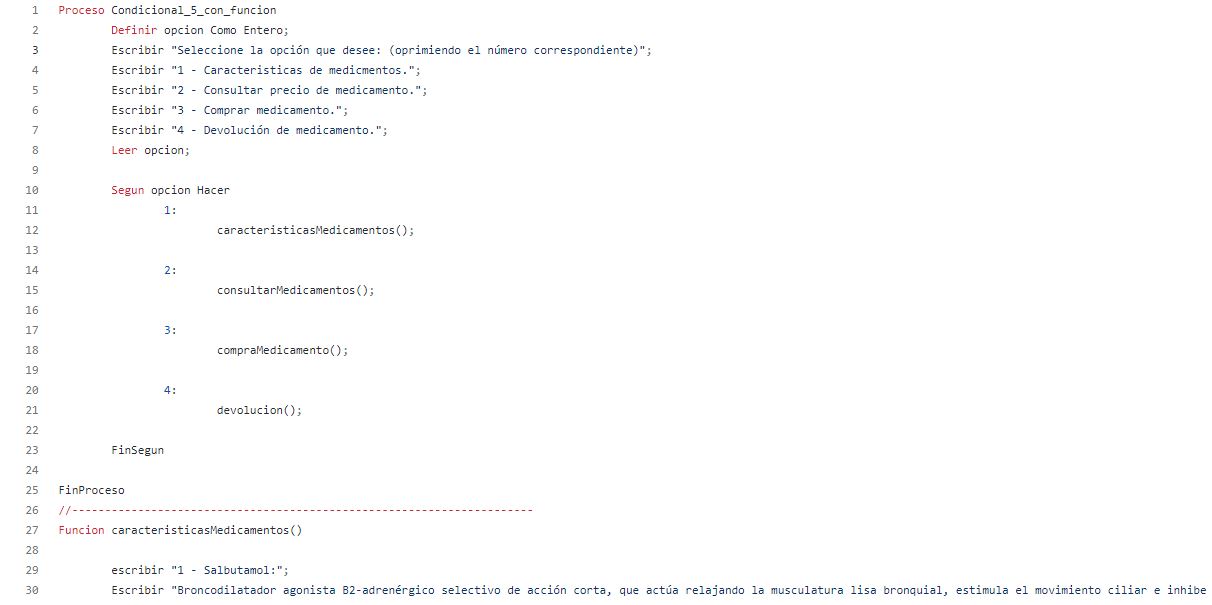 1 Proceso Condicional_5_con_funcion
2 Definir opcion Como Entero;
3 Escribir "Seleccione la opción que desee: (oprimiendo el número correspondiente)";
4 Escribir "1 - Caracteristicas de medicmentos.";
5 Escribir "2 - Consultar precio de medicamento.";
6 Escribir "3 - Comprar medicamento.";
7 Escribir "4 - Devolución de medicamento.";
8 Leer opcion;
9
10 Segun opcion Hacer
11 1:
12 caracteristicasMedicamentos();
13
14 2:
15 consultarMedicamentos();
16
17 3:
18 compraMedicamento();
19
20 4:
21 devolucion();
22
23 FinSegun
24
25 FinProceso
26 //----------------------------------------------------------------------
27 Funcion caracteristicasMedicamentos()
28
29 escribir "1 - Salbutamol:";
30 Escribir "Broncodilatador agonista B2-adrenérgico selectivo de acción corta, que actúa relajando la musculatura lisa bronquial, estimula el movimiento ciliar e inhibe